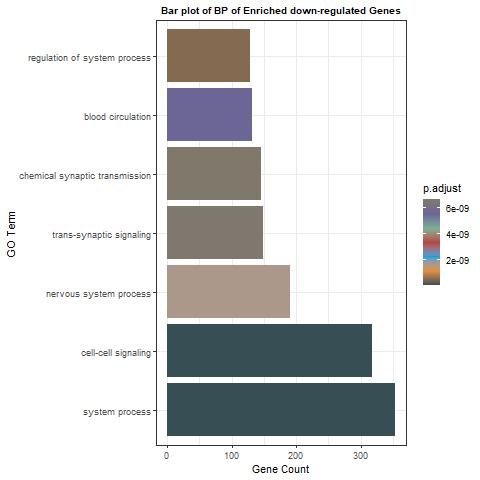 Bar plot of BP of Enriched down-regulated Genes
GO Term
regulation of system process
blood circulation
chemical synaptic transmission
trans-synaptic signaling
nervous system process
cell-cell signaling
system process
0 100 200 300
Gene Count
p.adjust
6e-09
4e-09
2e-09